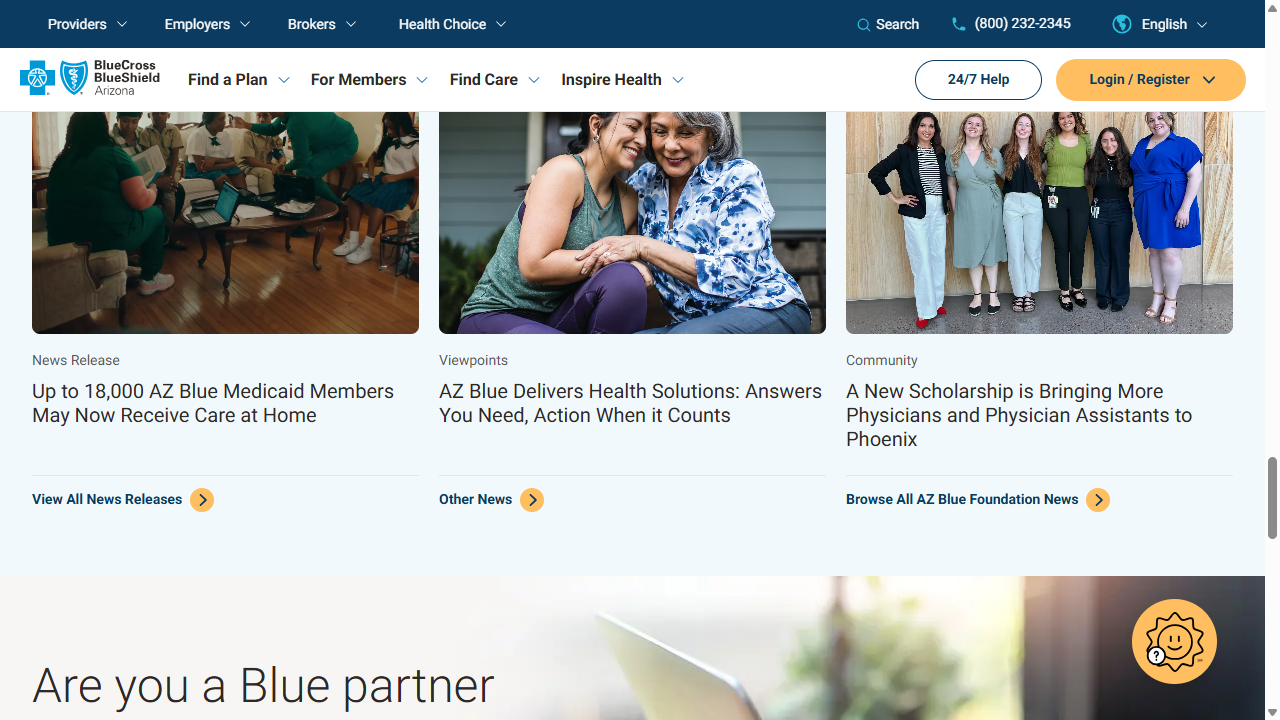 Providers
Employers
Brokers
Health Choice
Search
(800) 232-2345
English
BlueCross
BlueShield
Arizona
Find a Plan
For Members
Find Care
Inspire Health
24/7 Help
Login / Register
News Release
Up to 18,000 AZ Blue Medicaid Members
May Now Receive Care at Home
View All News Releases
Viewpoints
AZ Blue Delivers Health Solutions: Answers
You Need, Action When it Counts
Other News
Community
A New Scholarship is Bringing More
Physicians and Physician Assistants to
Phoenix
Browse All AZ Blue Foundation News
Are you a Blue partner
?